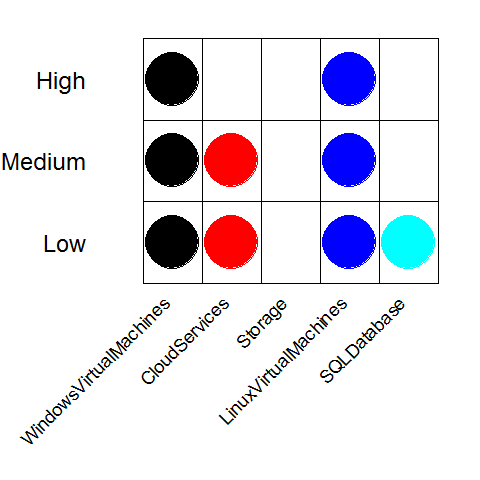 High
Medium
Low
WindowsVirtualMachines
CloudServices
Storage
LinuxVirtualMachines
SQLDatabase